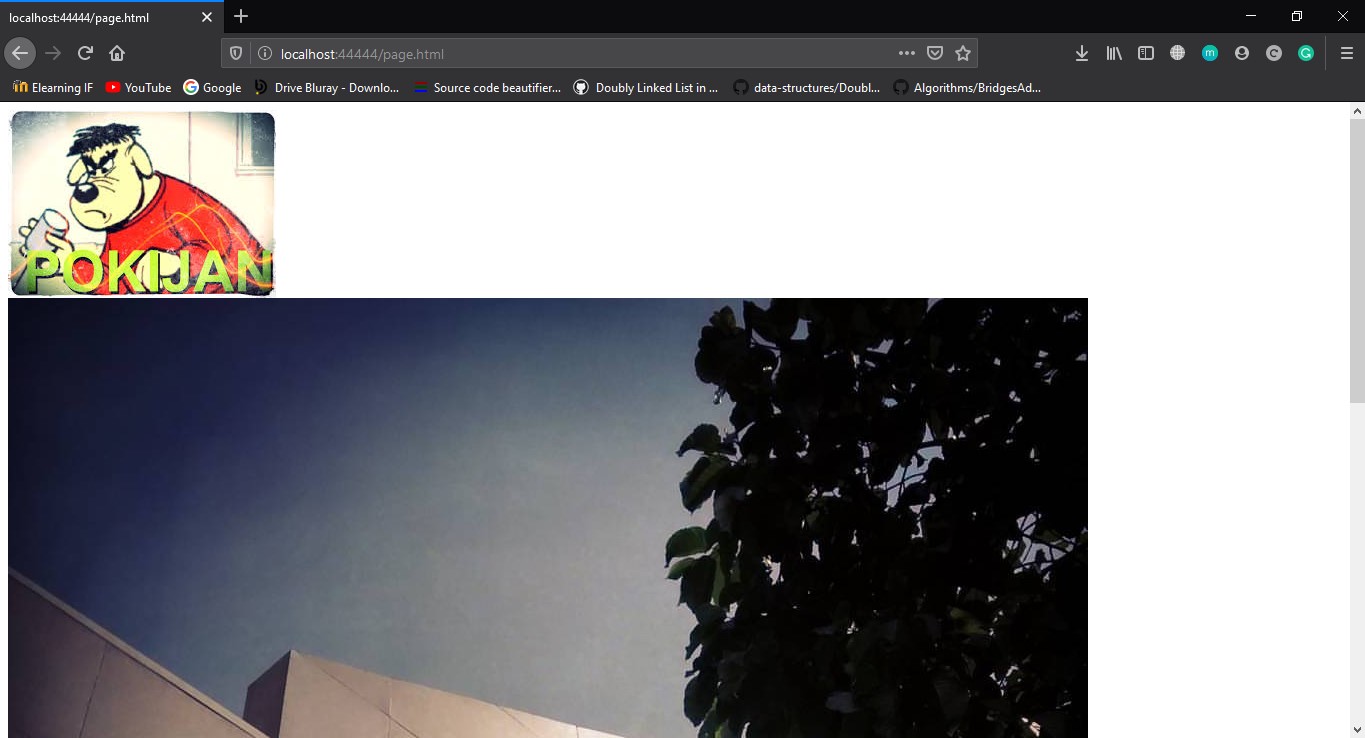 localhost:44444/page.html
localhost:44444/page.html
Elearning IF YouTube Google Drive Bluray - Downlo... Source code beautifier... Doubly Linked List in ... data-structures/Doubl... Algorithms/BridgesAd...
POKIJAN